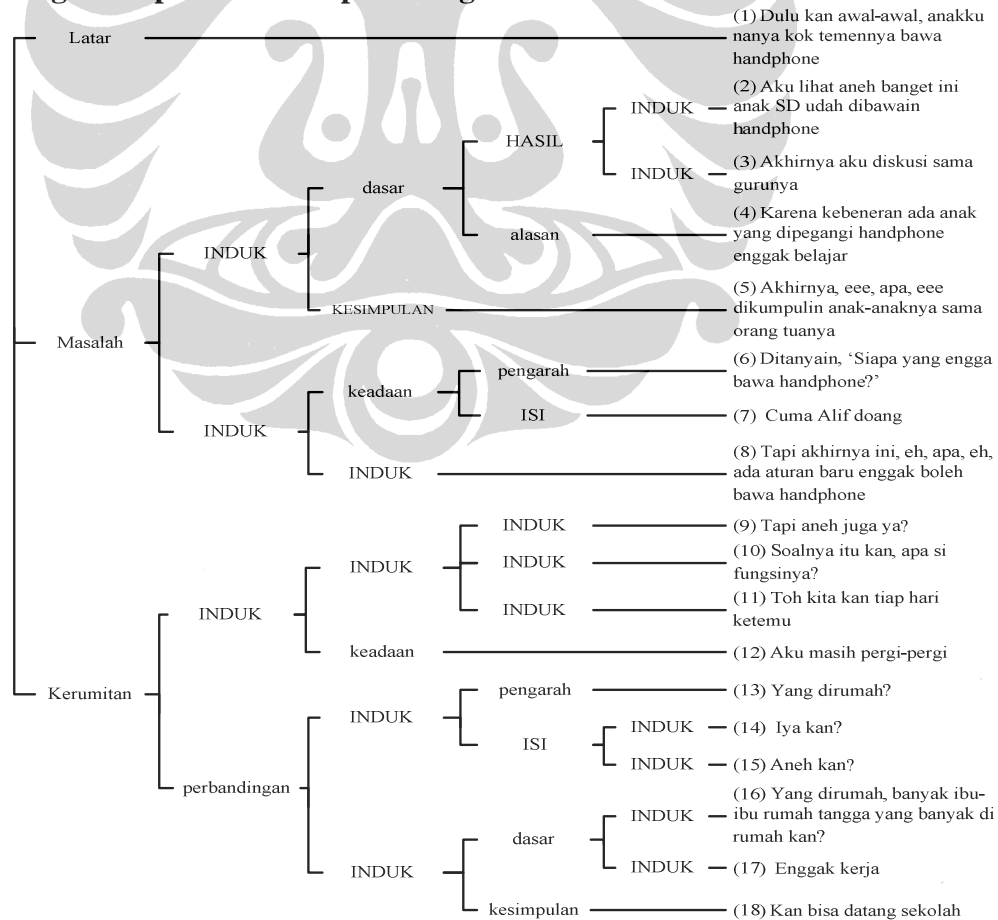 (1) Dulu kan awal-awal, anakku
Latar
nanya kok temennya bawa
handphone
(2) Aku lihat aneh banget ini
INDUK
anak SD udah dibawain
handphone
HASIL
INDUK
(3) Akhirnya aku diskusi sama
gurunya
dasar
(4) Karena kebeneran ada anak
alasan
yang dipegangi handphone
enggak belajar
INDUK
(5) Akhirnya, eee, apa, eee
KESIMPULAN
dikumpulin anak-anaknya sama
orang tuanya
Masalah
(6) Ditanyain, ‘Siapa yang engga
pengarah
bawa handphone?’
keadaan
ISI
(7) Cuma Alif doang
INDUK
(8) Tapi akhirnya ini, eh, apa, eh,
INDUK
ada aturan baru enggak boleh
bawa handphone
INDUK
(9) Tapi aneh juga ya?
INDUK
INDUK
(10) Soalnya itu kan, apa si
fungsinya?
INDUK
INDUK
(11) Toh kita kan tiap hari
ketemu
keadaan
(12) Aku masih pergi-pergi
Kerumitan
pengarah
(13) Yang dirumah?
INDUK
INDUK
(14) Iya kan?
ISI
INDUK
(15) Aneh kan?
perbandingan
(16) Yang dirumah, banyak ibu-
INDUK
ibu rumah tangga yang banyak di
rumah kan?
dasar
INDUK
(17) Enggak kerja
INDUK
kesimpulan
(18) Kan bisa datang sekolah